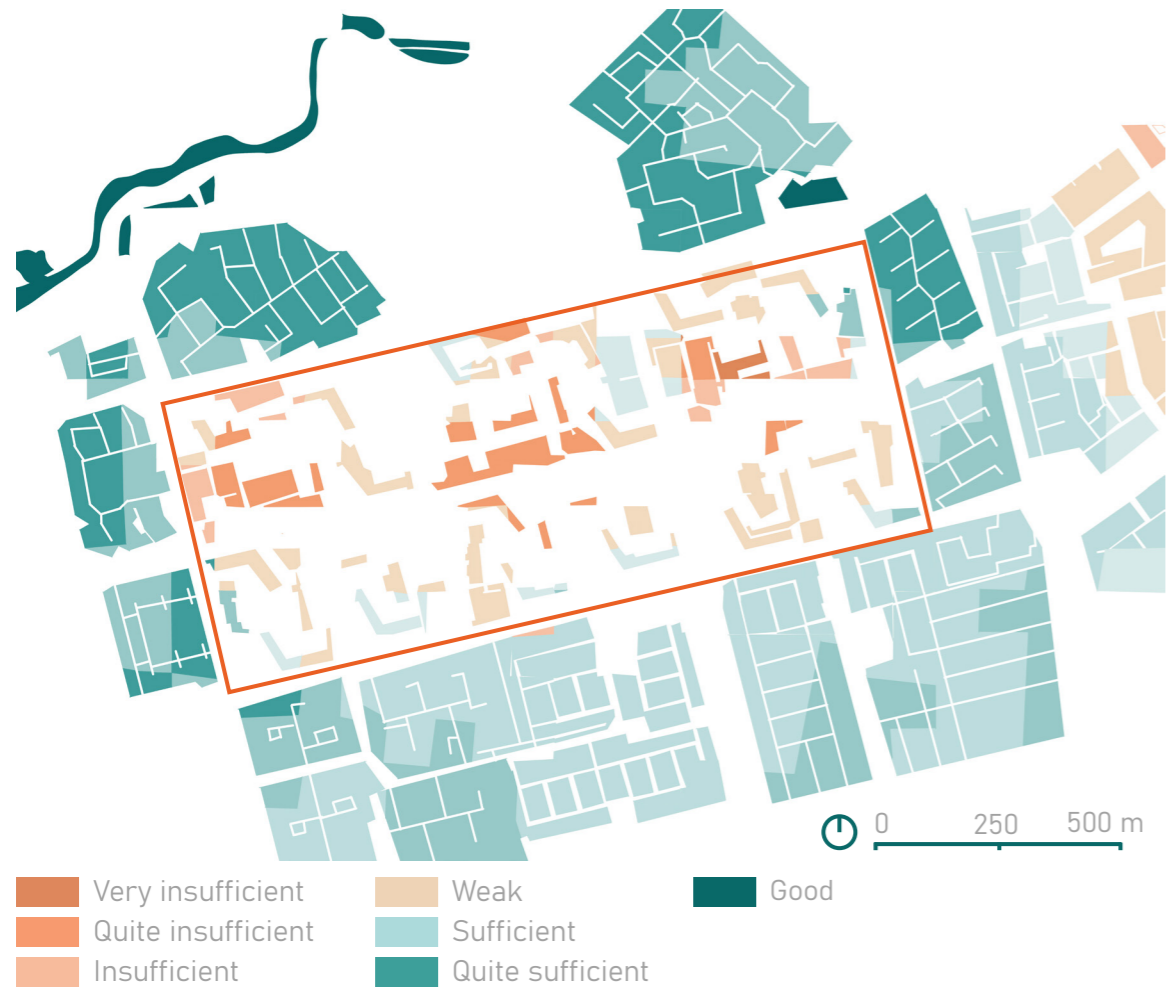 0 250 500 m
Very insufficient
Quite insufficient
Insufficient
Weak
Sufficient
Quite sufficient
Good